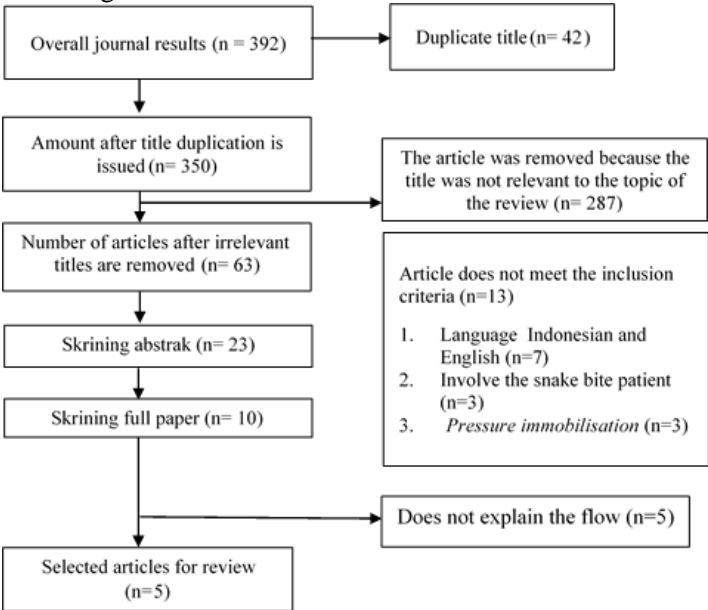 Overall journal results (n = 392)
Duplicate title (n= 42)
Amount after title duplication is
issued (n= 350)
The article was removed because the
title was not relevant to the topic of
the review (n= 287)
Number of articles after irrelevant
titles are removed (n= 63)
Article does not meet the inclusion
criteria (n=13)
1. Language Indonesian and
English (n=7)
2. Involve the snake bite patient
(n=3)
3. Pressure immobilisation (n=3)
Skrining abstrak (n= 23)
Skrining full paper (n= 10)
Does not explain the flow (n=5)
Selected articles for review
(n=5)